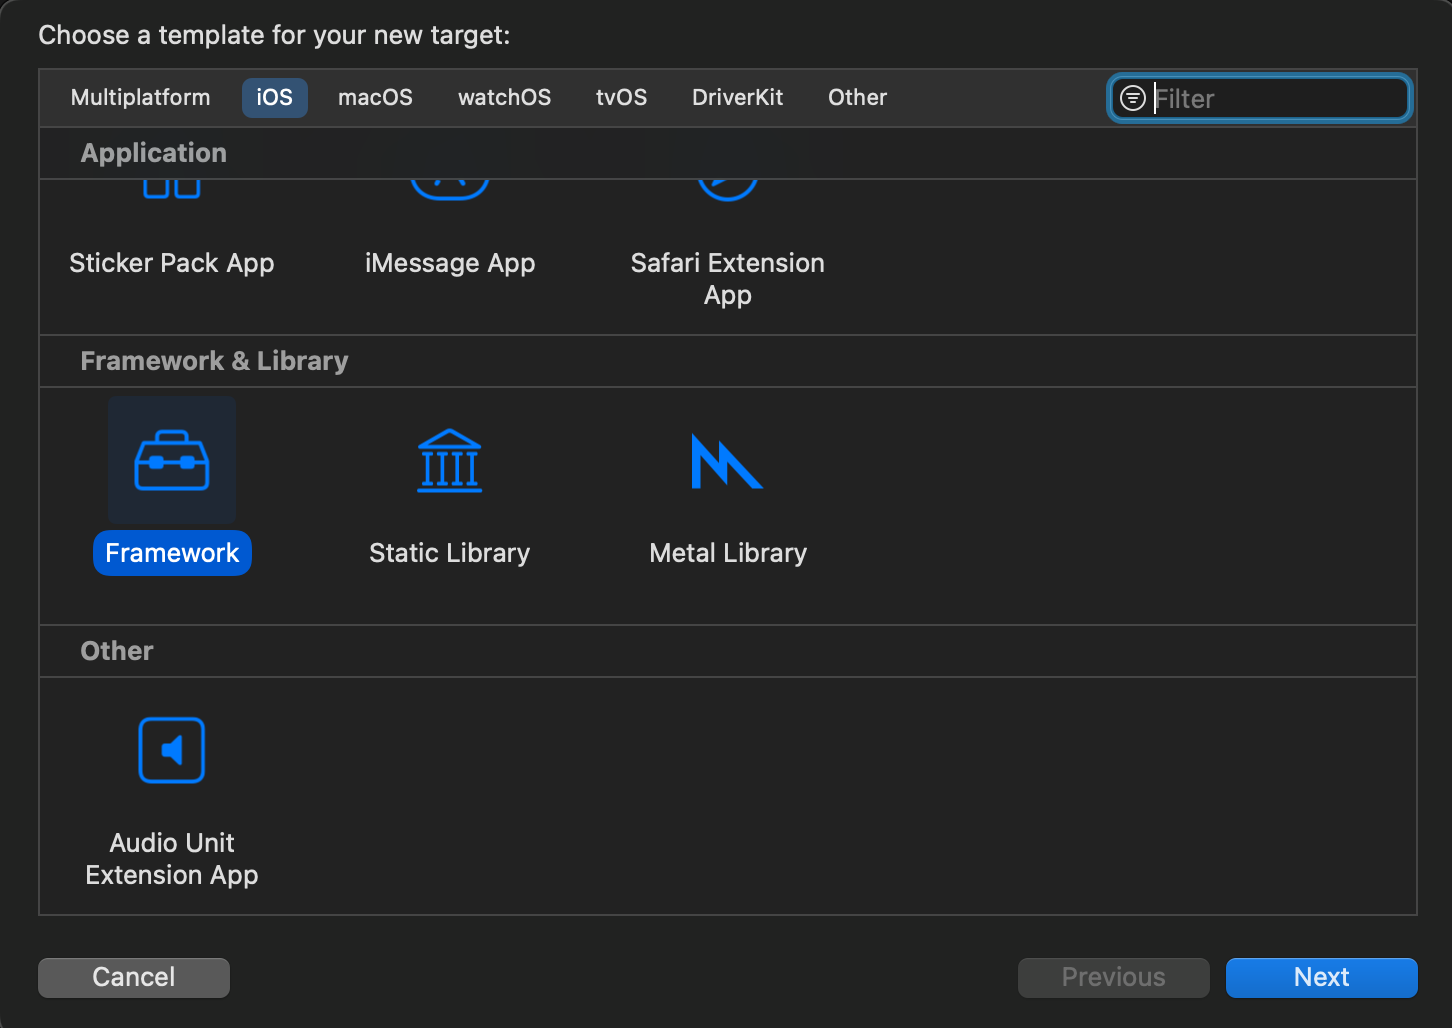 Choose a template for your new target:
Multiplatform iOS macOS watchOS tvOS DriverKit Other Filter
Application
Sticker Pack App iMessage App Safari Extension
App
Framework & Library
Framework Static Library Metal Library
Other
Audio Unit
Extension App
Cancel Previous Next